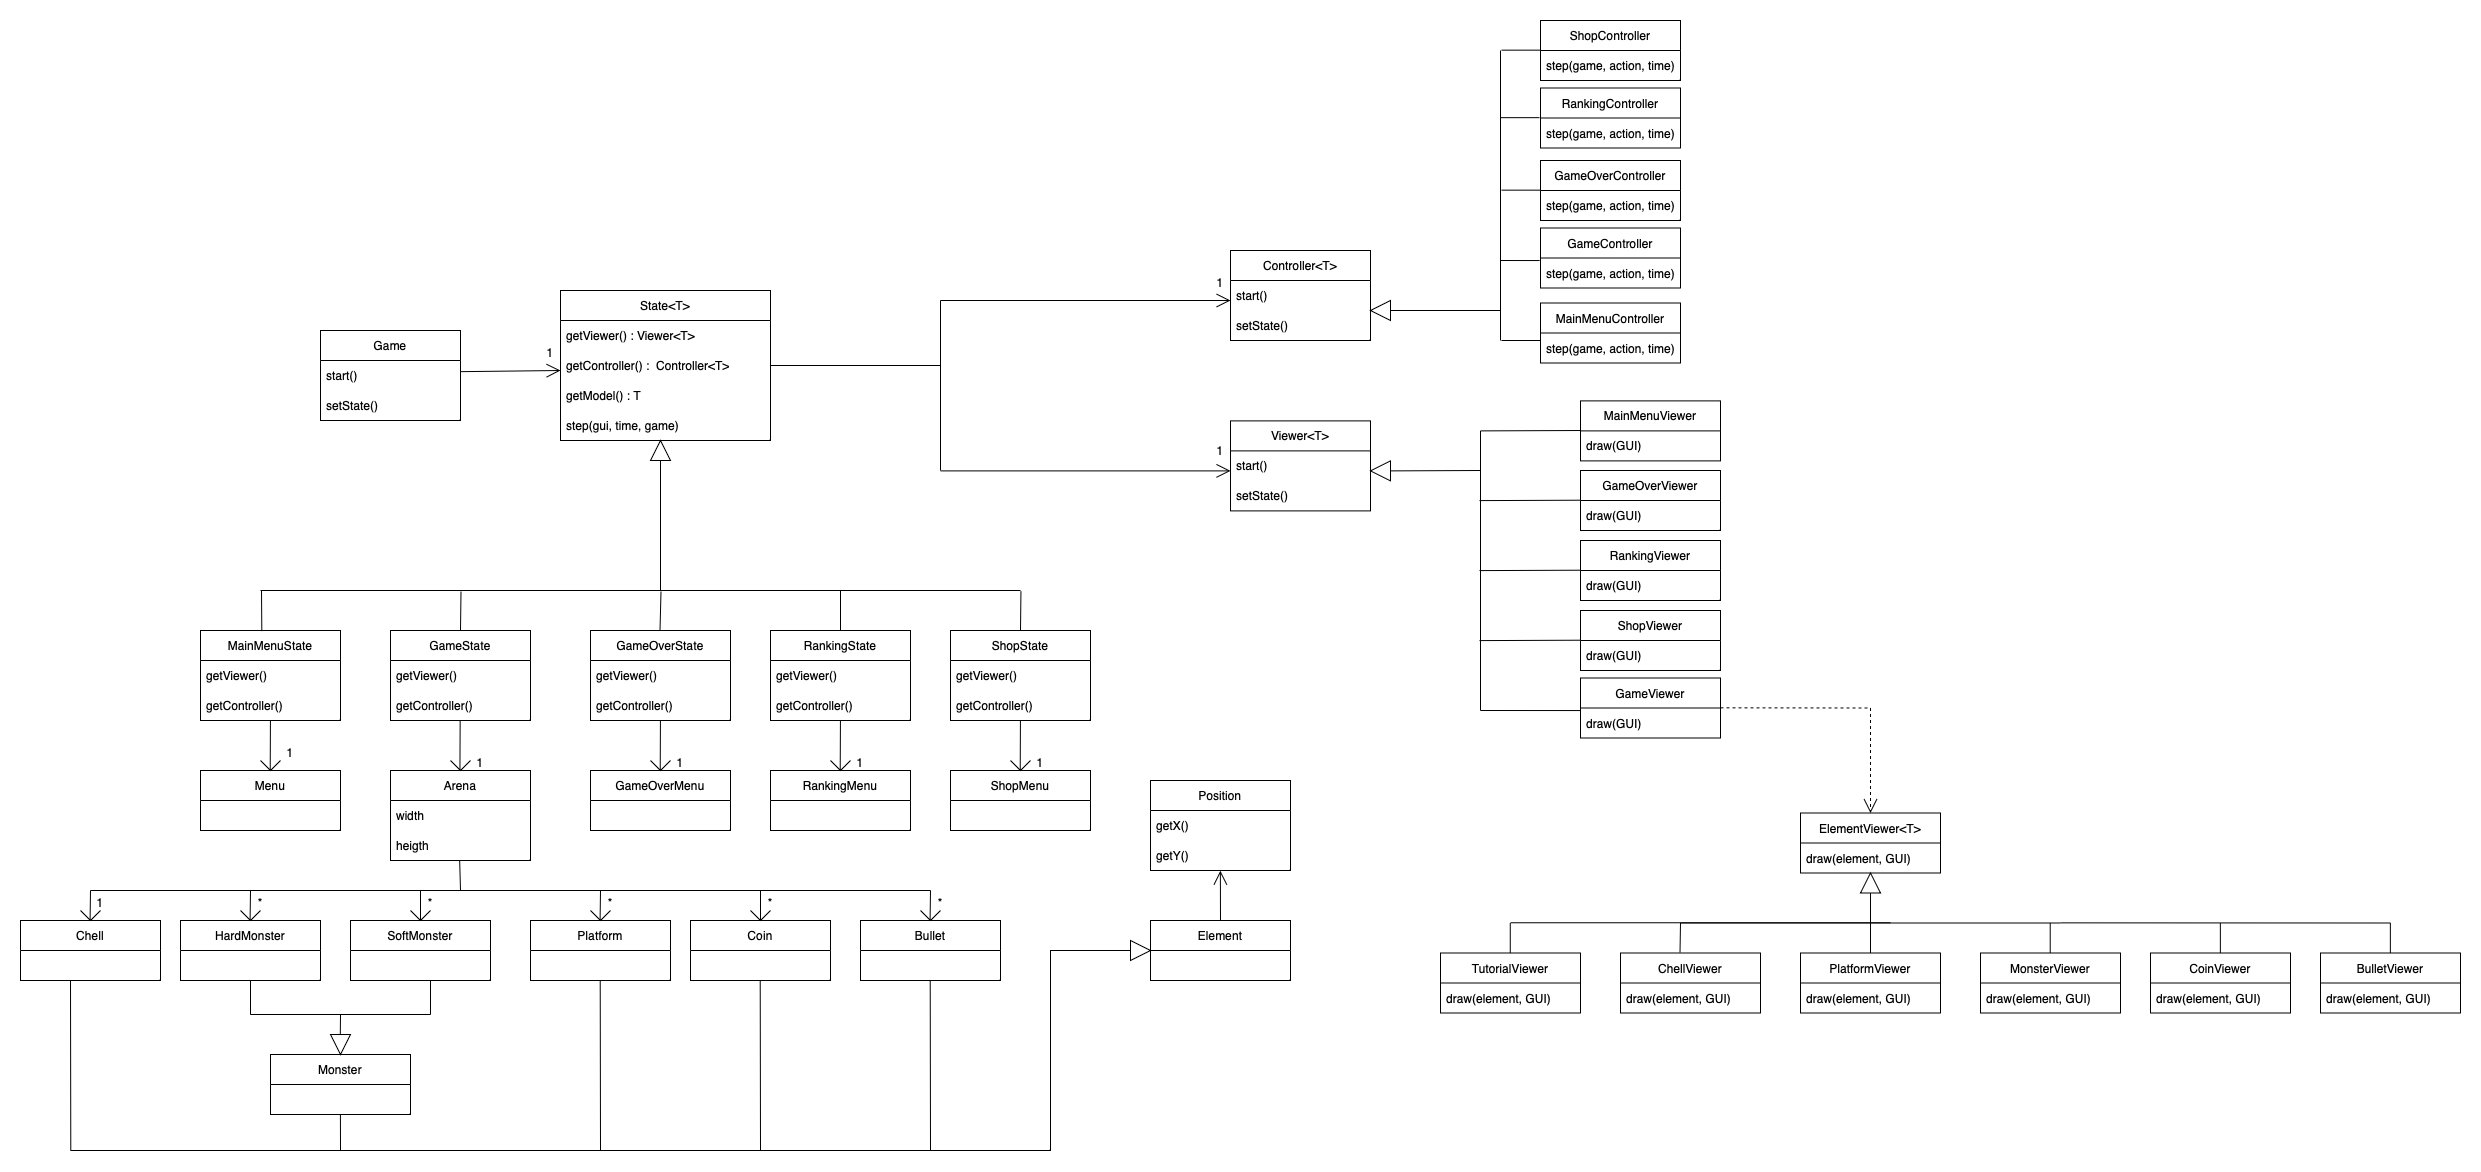 ShopController
step(game, action, time)
RankingController
step(game, action, time)
GameOverController
step(game, action, time)
GameController
step(game, action, time)
MainMenuController
step(game, action, time)
Controller<T>
start()
setState()
1
State<T>
getViewer() : Viewer<T>
getController() :  Controller<T>
getModel() : T
step(gui, time, game)
Game
start()
setState()
1
Viewer<T>
start()
setState()
1
MainMenuViewer
draw(GUI)
GameOverViewer
draw(GUI)
RankingViewer
draw(GUI)
ShopViewer
draw(GUI)
GameViewer
draw(GUI)
MainMenuState
getViewer()
getController()
GameState
getViewer()
getController()
GameOverState
getViewer()
getController()
RankingState
getViewer()
getController()
ShopState
getViewer()
getController()
1
1
1
1
1
Menu
Arena
width
heigth
GameOverMenu
RankingMenu
ShopMenu
Position
getX()
getY()
ElementViewer<T>
draw(element, GUI)
1
*
*
*
*
*
Chell
HardMonster
SoftMonster
Platform
Coin
Bullet
Element
TutorialViewer
draw(element, GUI)
ChellViewer
draw(element, GUI)
PlatformViewer
draw(element, GUI)
MonsterViewer
draw(element, GUI)
CoinViewer
draw(element, GUI)
BulletViewer
draw(element, GUI)
Monster